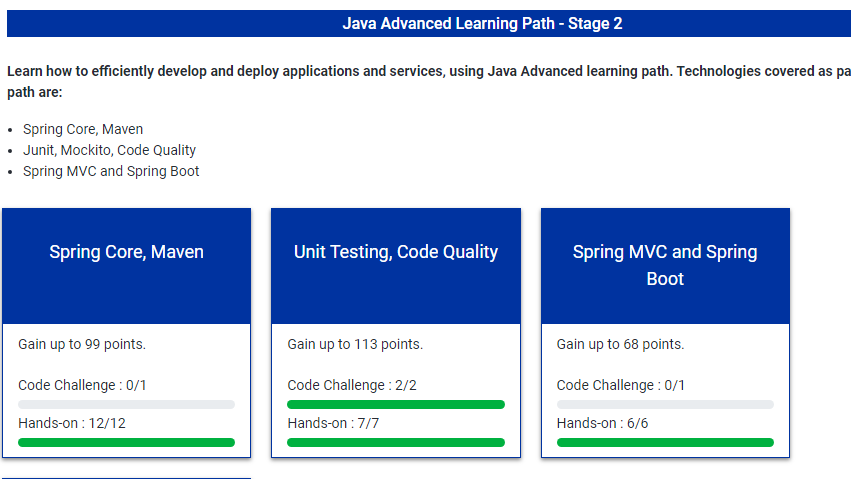 Java Advanced Learning Path - Stage 2
Learn how to efficiently develop and deploy applications and services, using Java Advanced learning path. Technologies covered as pa
path are:
Spring Core, Maven
Junit, Mockito, Code Quality
Spring MVC and Spring Boot
Spring Core, Maven
Gain up to 99 points.
Code Challenge : 0/1
Hands-on : 12/12
Unit Testing, Code Quality
Gain up to 113 points.
Code Challenge : 2/2
Hands-on : 7/7
Spring MVC and Spring
Boot
Gain up to 68 points.
Code Challenge : 0/1
Hands-on : 6/6